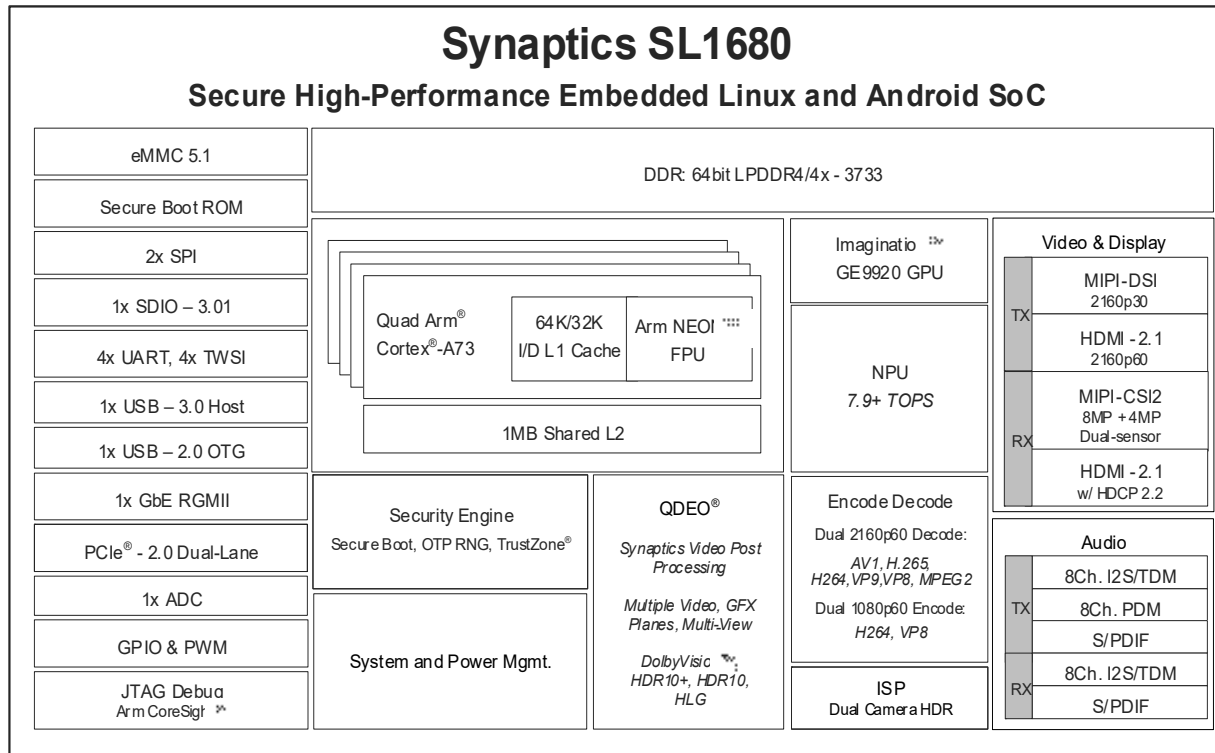 Synaptics SL1680
Secure High-Performance Embedded Linux and Android SoC
eMMC 5.1
Secure Boot ROM
2x SPI
1x SDIO – 3.01
4x UART, 4x TWSI
1x USB – 3.0 Host
1x USB – 2.0 OTG
1x GbE RGMII
PCIe® - 2.0 Dual-Lane
1x ADC
GPIO & PWM
JTAG Debug
Arm CoreSigh
DDR: 64bit LPDDR4/4x - 3733
Quad Arm®
Cortex®-A73
64K/32K
I/D L1 Cache
Arm NEON
FPU
1MB Shared L2
Imaginatio
GE9920 GPU
NPU
7.9+ TOPS
Security Engine
Secure Boot, OTP RNG, TrustZone®
System and Power Mgmt.
QDEO®
Synaptics Video Post
Processing
Multiple Video, GFX
Planes, Multi-View
DolbyVisio
HDR10+, HDR10,
HLG
Encode Decode
Dual 2160p60 Decode:
AV1, H.265,
H264,VP9,VP8, MPEG2
Dual 1080p60 Encode:
H264, VP8
ISP
Dual Camera HDR
Video & Display
TX
MIPI-DSI
2160p30
HDMI - 2.1
2160p60
RX
MIPI-CSI2
8MP + 4MP
Dual-sensor
HDMI - 2.1
w/ HDCP 2.2
Audio
TX
8Ch. I2S/TDM
8Ch. PDM
S/PDIF
RX
8Ch. I2S/TDM
S/PDIF